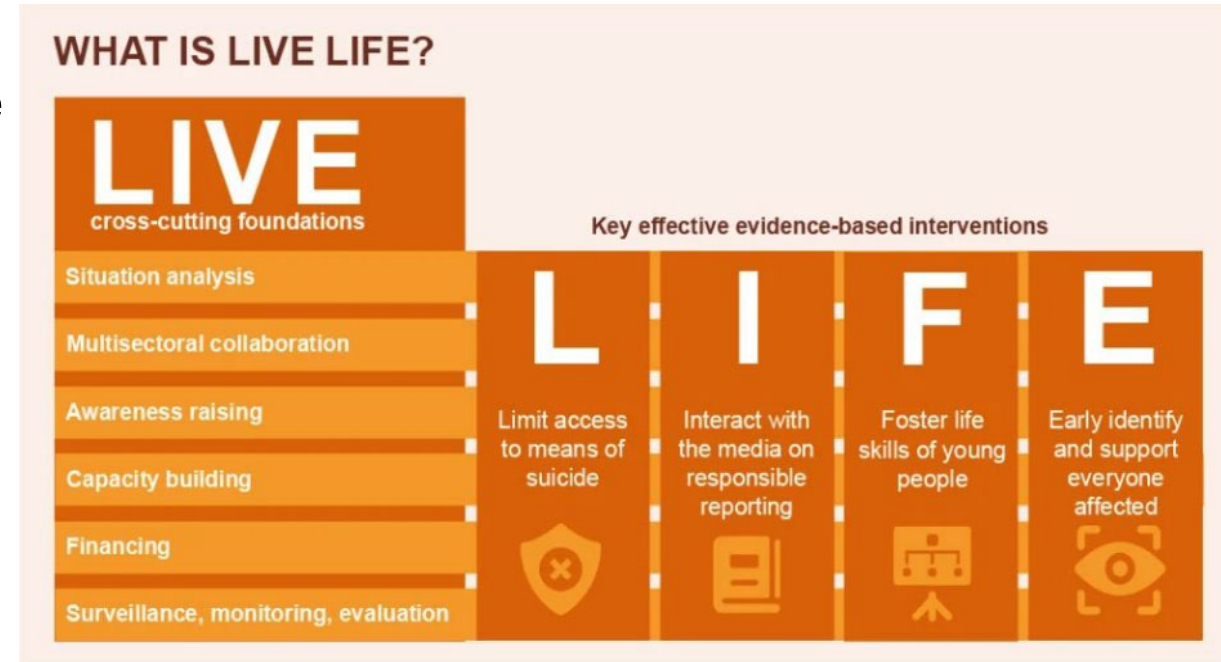 WHAT IS LIVE LIFE?
e
LIVE
cross-cutting foundations
Situation analysis
Multisectoral collaboration
Awareness raising
Capacity building
Financing
Surveillance, monitoring, evaluation
Key effective evidence-based interventions
L
Limit access
to means of
suicide
I
Interact with
the media on
responsible
reporting
F
Foster life
skills of young
people
E
Early identify
and support
everyone
affected